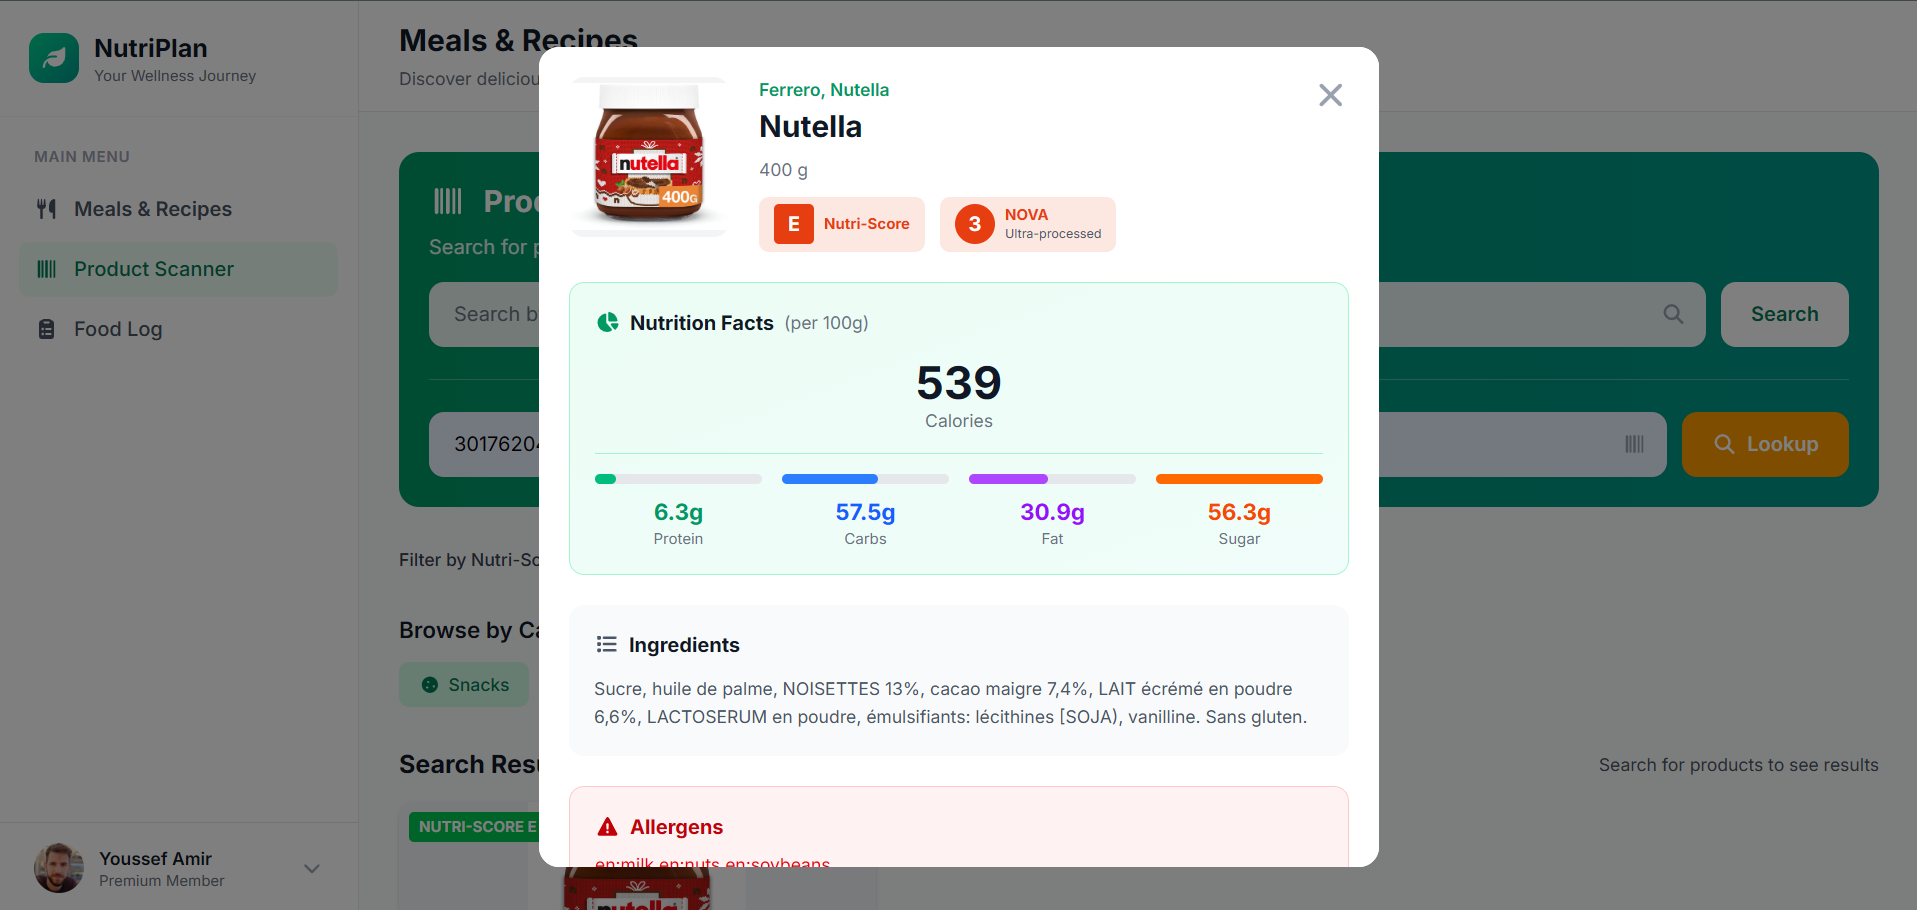 NutriPlan
Your Wellness Journey
MAIN MENU
Meals & Recipes
Product Scanner
Food Log
Youssef Amir
Premium Member
Meals & Recipes
Discover deliciou
Search for p
Search b
Search
3017620
Lookup
Filter by Nutri-Sc
Browse by Ca
Snacks
Search Resu
Search for products to see results
NUTRI-SCORE E
nutella
Ferrero, Nutella
Nutella
400 g
nutella
400G
E Nutri-Score
3 NOVA
Ultra-processed
Nutrition Facts (per 100g)
539
Calories
6.3g 57.5g 30.9g 56.3g
Protein Carbs Fat Sugar
Ingredients
Sucre, huile de palme, NOISETTES 13%, cacao maigre 7,4%, LAIT écrémé en poudre
6,6%, LACTOSERUM en poudre, émulsifiants: lécithines [SOJA), vanilline. Sans gluten.
Allergens
en:milk,en:nuts,en:soybeans